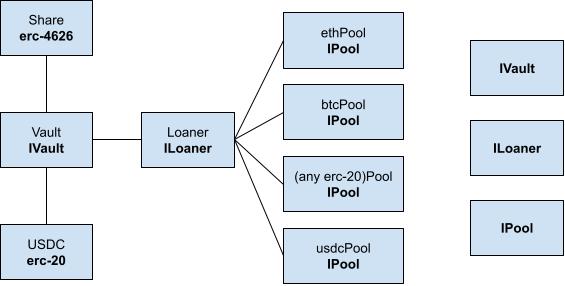 Share
erc-4626
Vault
IVault
USDC
erc-20
Loaner
ILoaner
ethPool
IPool
btcPool
IPool
(any erc-20)Pool
IPool
usdcPool
IPool
IVault
ILoaner
IPool